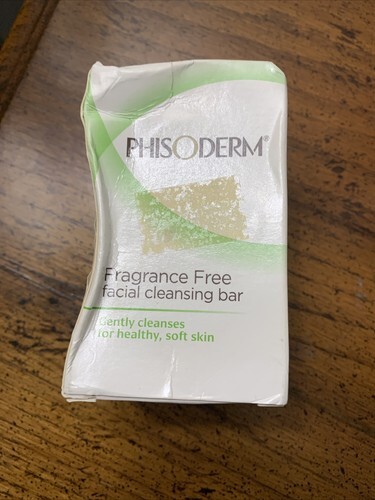 PHISODERM®
Fragrance Free
facial cleansing bar
Gently cleanses
for healthy, soft skin